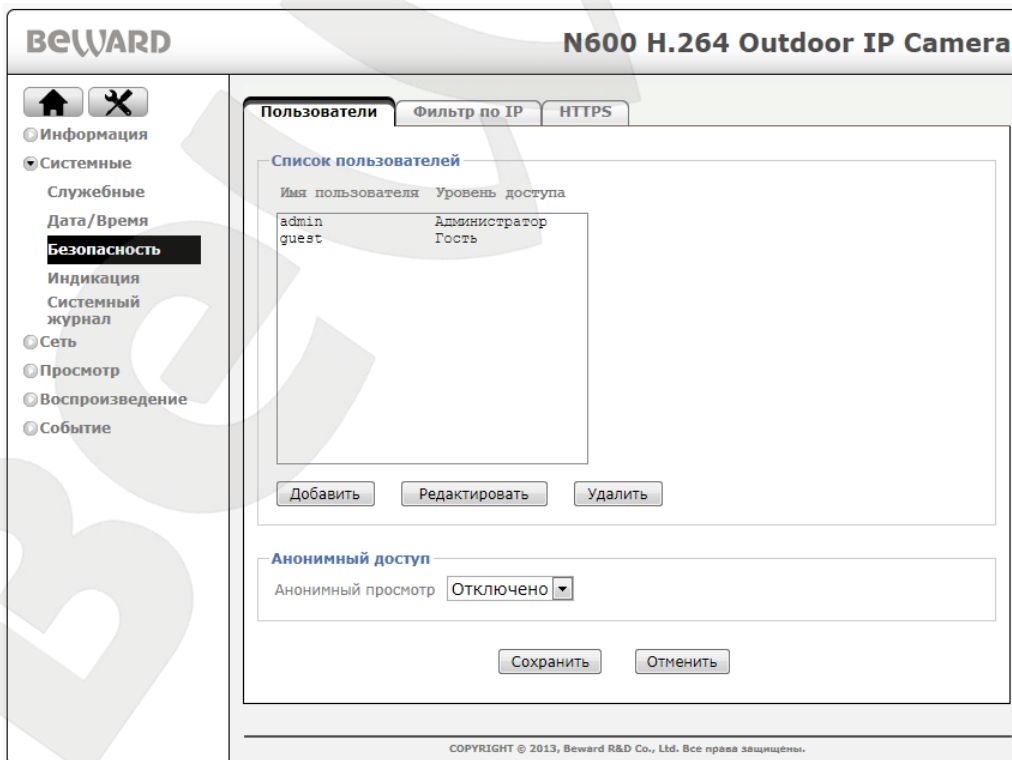 BEWARD
N600 H.264 Outdoor IP Camera
Информация
Системные
Служебные
Дата/Время
Безопасность
Индикация
Системный
журнал
Сеть
Просмотр
Воспроизведение
Событие
Пользователи Фильтр по IP HTTPS
Список пользователей
Имя пользователя Уровень доступа
admin Администратор
guest Гость
Добавить Редактировать Удалить
Анонимный доступ
Анонимный просмотр Отключено
Сохранить Отменить
COPYRIGHT © 2013, Beward R&D Co., Ltd. Все права защищены.